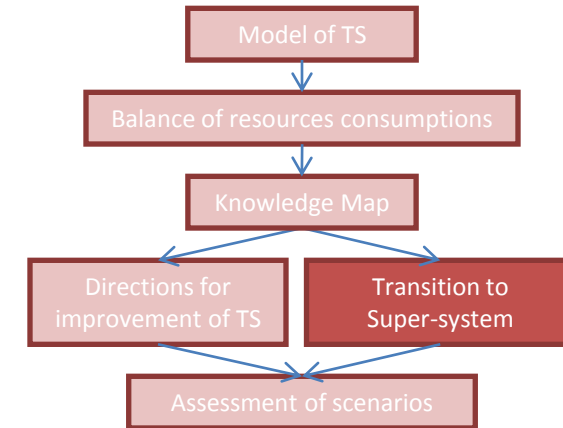 Model of TS
Balance of resources consumptions
Knowledge Map
Directions for
improvement of TS
Transition to
Super-system
Assessment of scenarios